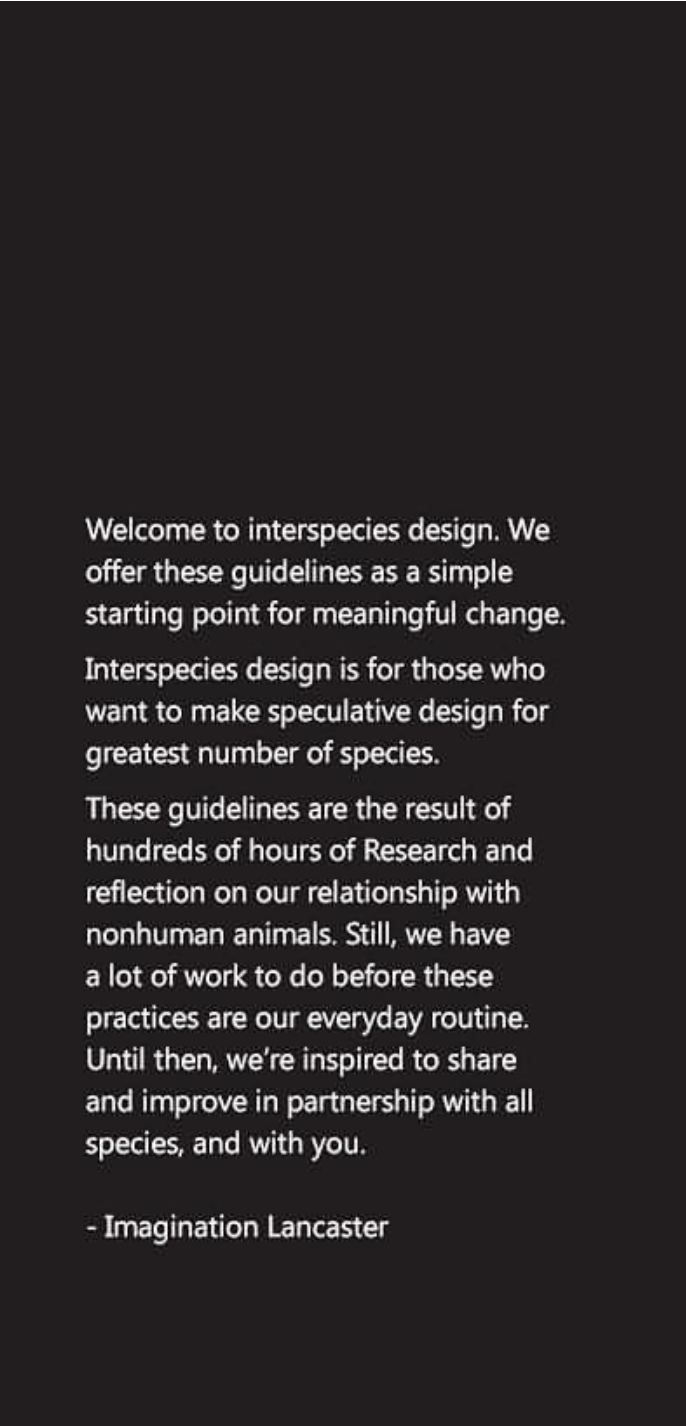 Welcome to interspecies design. We
offer these guidelines as a simple
starting point for meaningful change.
Interspecies design is for those who
want to make speculative design for
greatest number of species.
These guidelines are the result of
hundreds of hours of Research and
reflection on our relationship with
nonhuman animals. Still, we have
a lot of work to do before these
practices are our everyday routine.
Until then, we’re inspired to share
and improve in partnership with all
species, and with you.
- Imagination Lancaster